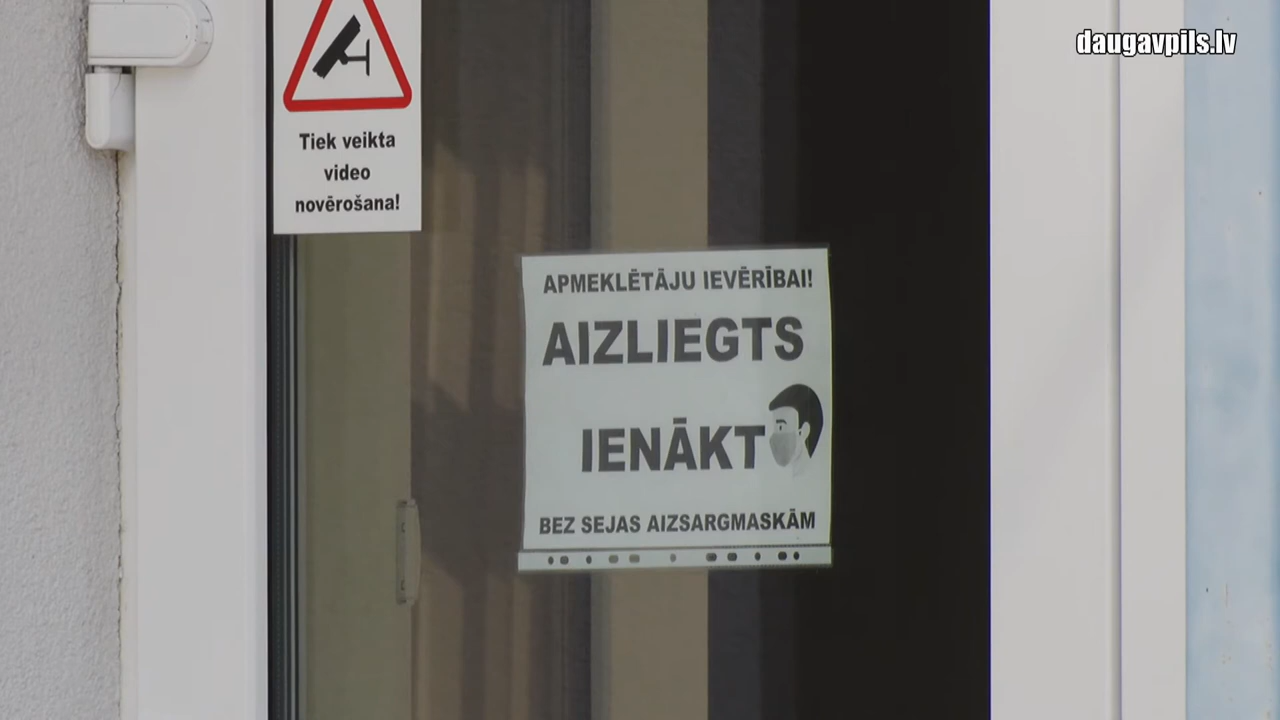 daugavpils.lv
Tiek veikta
video
novērošana!
APMEKLĒTĀJU IEVĒRĪBAI!
AIZLIEGTS
IENĀKT
BEZ SEJAS AIZSARGMASKĀM